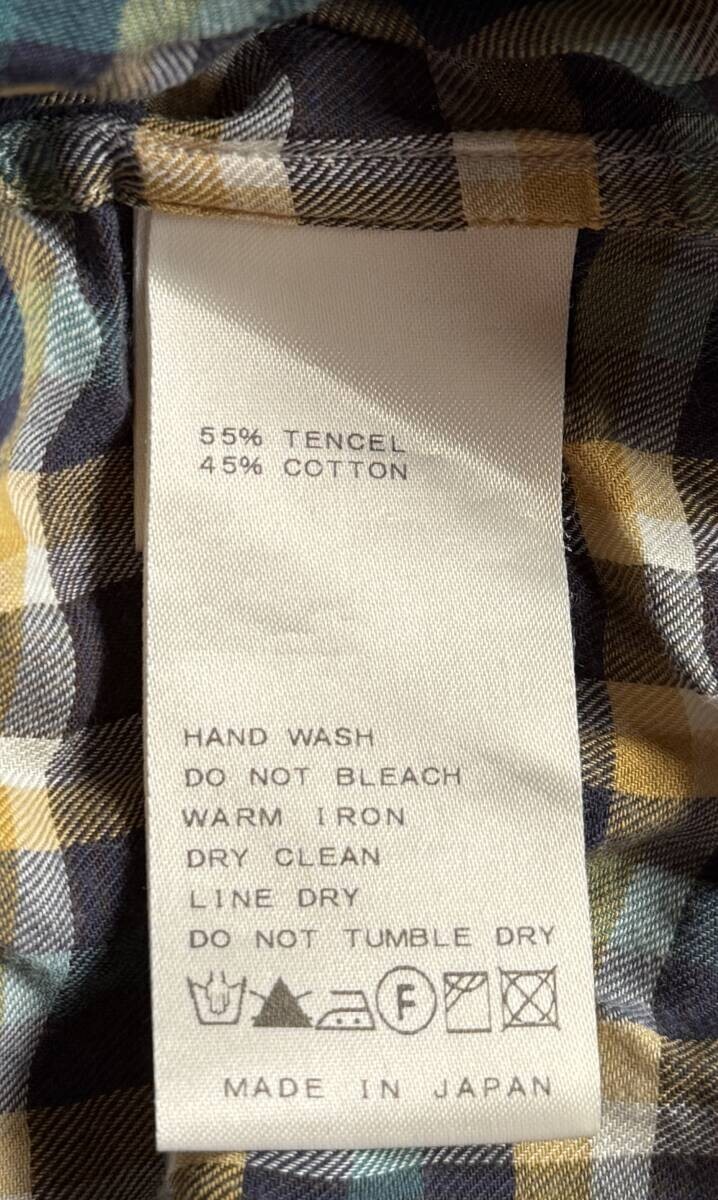 55% TENCEL
45% COTTON
HAND WASH
DO NOT BLEACH
WARM IRON
DRY CLEAN
LINE DRY
DO NOT TUMBLE DRY
F
MADE IN JAPAN